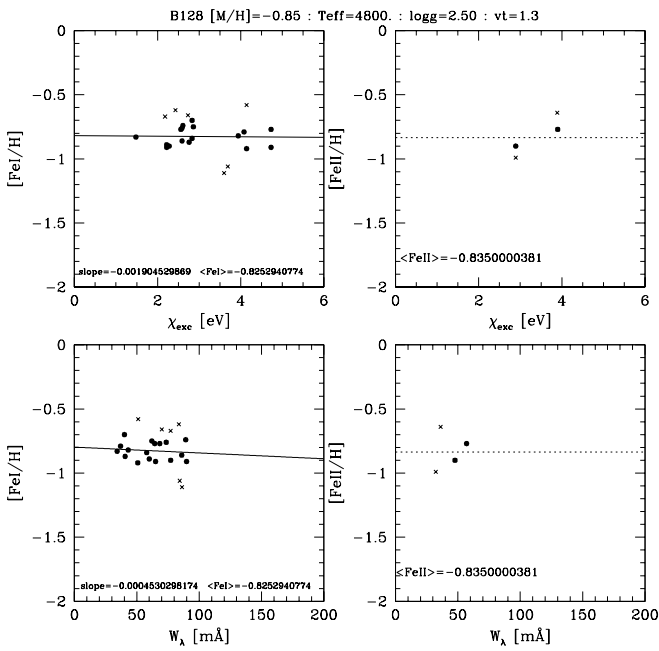 B128 [M/H]=-0.85 : Teff=4800. : logg=2.50 : vt=1.3
0
-0.5
-1
-1.5
-2
[FeI/H]
slope=-0.001904529869 <FeI>=-0.8252940774
0 2 4 6
χexc [eV]
0
-0.5
-1
-1.5
-2
[FeII/H]
<FeII>=-0.8350000381
0 2 4 6
χexc [eV]
0
-0.5
-1
-1.5
-2
[FeI/H]
slope=-0.0004530298174 <FeI>=-0.8252940774
0 50 100 150 200
Wλ [mÅ]
0
-0.5
-1
-1.5
-2
[FeII/H]
<FeII>=-0.8350000381
0 50 100 150 200
Wλ [mÅ]